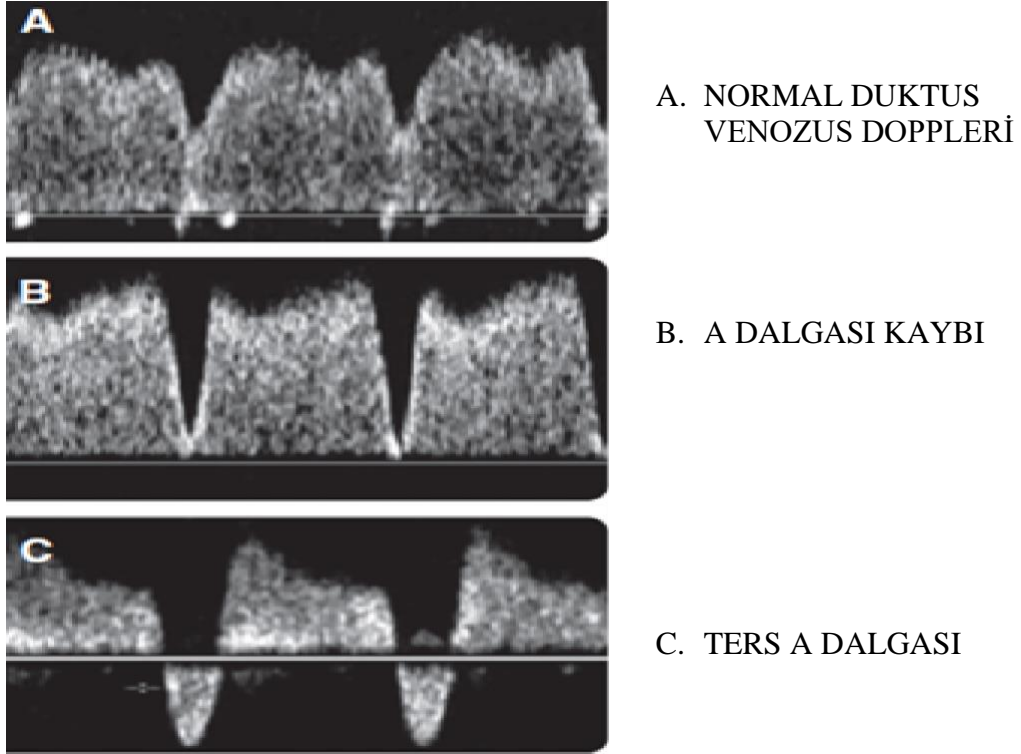 A
A. NORMAL DUKTUS
VENOZUS DOPPLERİ
B
B. A DALGASI KAYBI
C
C. TERS A DALGASI